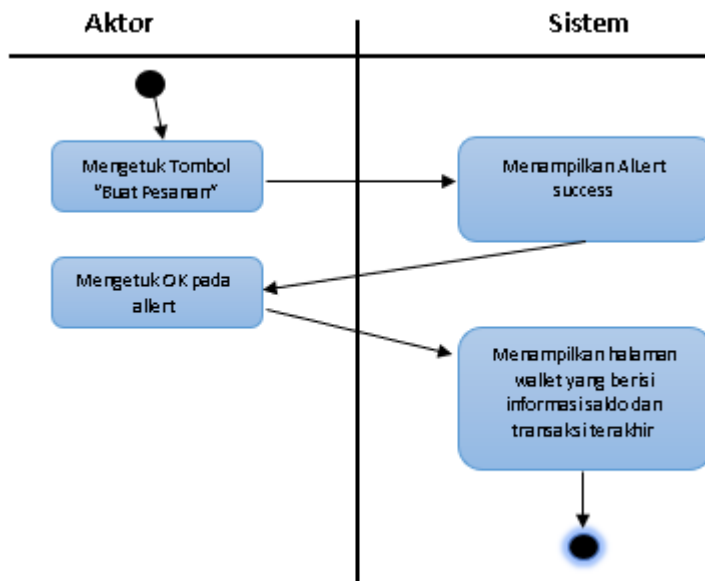 Aktor
Sistem
Mengetuk Tombol
"Buat Pesanan"
Menampilkan ALert
success
Mengetuk OK pada
allert
Menampilkan halaman
wallet yang berisi
informasi saldo dan
transaksi terakhir